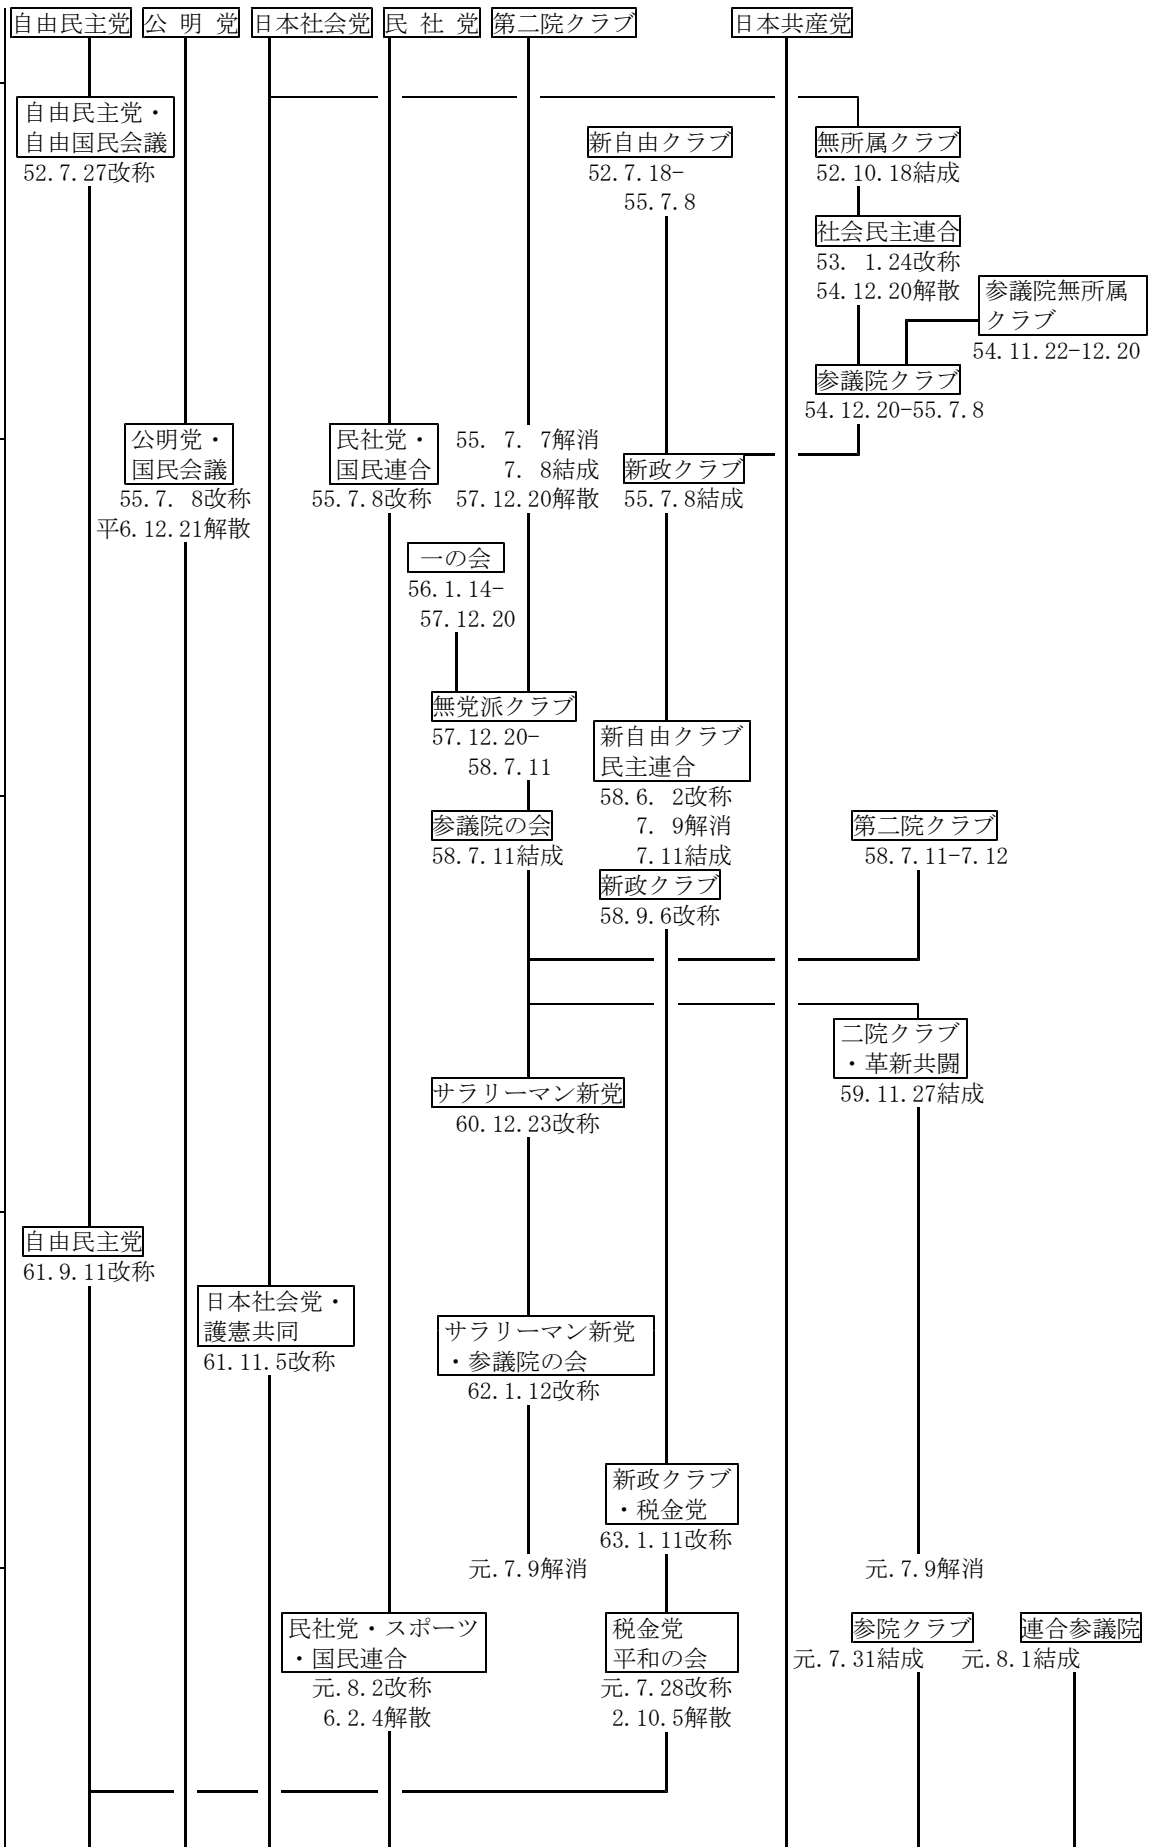 自由民主党
公 明 党
日本社会党
民 社 党
第二院クラブ
日本共産党
自由民主党・
自由国民会議
52.7.27改称
新自由クラブ
52.7.18-
55.7.8
無所属クラブ
52.10.18結成
社会民主連合
53. 1.24改称
54.12.20解散
参議院無所属
クラブ
54.11.22-12.20
参議院クラブ
54.12.20-55.7.8
公明党・
国民会議
55.7. 8改称
平6.12.21解散
民社党・
国民連合
55.7.8改称
55. 7. 7解消
7. 8結成
57.12.20解散
新政クラブ
55.7.8結成
一の会
56.1.14-
57.12.20
無党派クラブ
57.12.20-
58.7.11
新自由クラブ
民主連合
58.6. 2改称
7. 9解消
7.11結成
参議院の会
58.7.11結成
第二院クラブ
58.7.11-7.12
新政クラブ
58.9.6改称
二院クラブ
・革新共闘
59.11.27結成
サラリーマン新党
60.12.23改称
自由民主党
61.9.11改称
日本社会党・
護憲共同
61.11.5改称
サラリーマン新党
・参議院の会
62.1.12改称
新政クラブ
・税金党
63.1.11改称
元.7.9解消
元.7.9解消
民社党・スポーツ
・国民連合
元.8.2改称
6.2.4解散
税金党
平和の会
元.7.28改称
2.10.5解散
参院クラブ
元.7.31結成
連合参議院
元.8.1結成